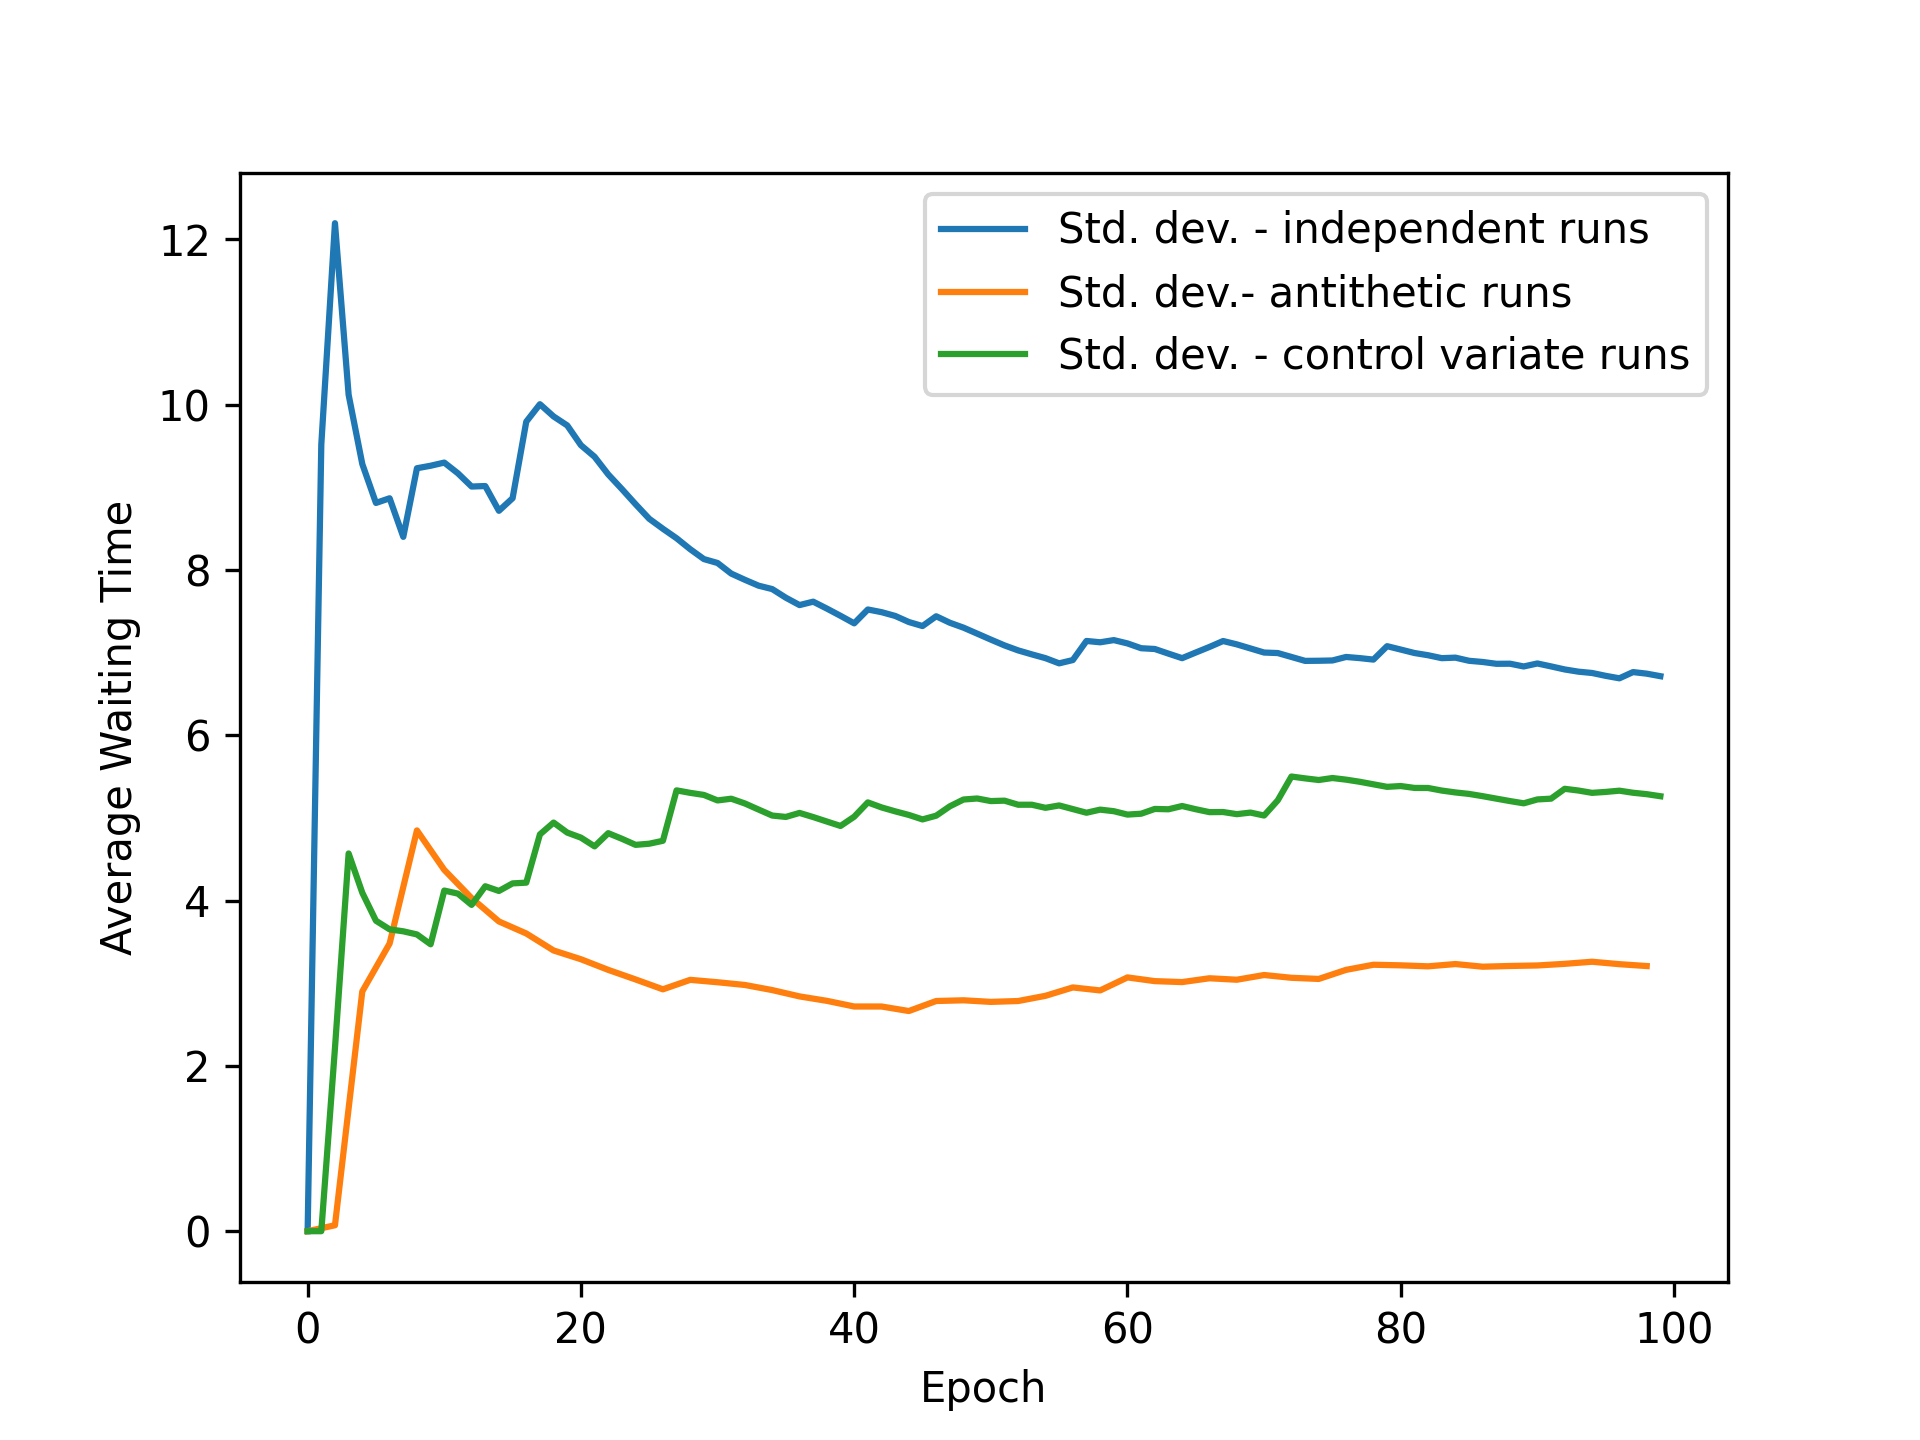 Std. dev. - independent runs
Std. dev.- antithetic runs
Std. dev. - control variate runs
12
10
8
6
4
2
0
Average Waiting Time
0 20 40 60 80 100
Epoch